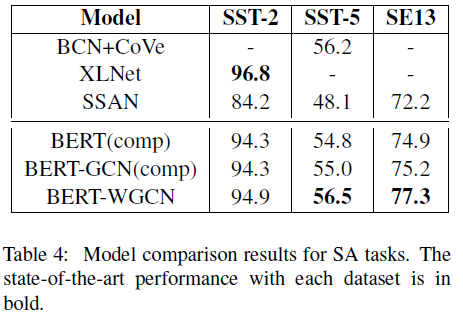 Model SST-2 SST-5 SE13
BCN+CoVe - 56.2 -
XLNet 96.8 - -
SSAN 84.2 48.1 72.2
BERT(comp) 94.3 54.8 74.9
BERT-GCN(comp) 94.3 55.0 75.2
BERT-WGCN 94.9 56.5 77.3
Table 4: Model comparison results for SA tasks. The
state-of-the-art performance with each dataset is in
bold.